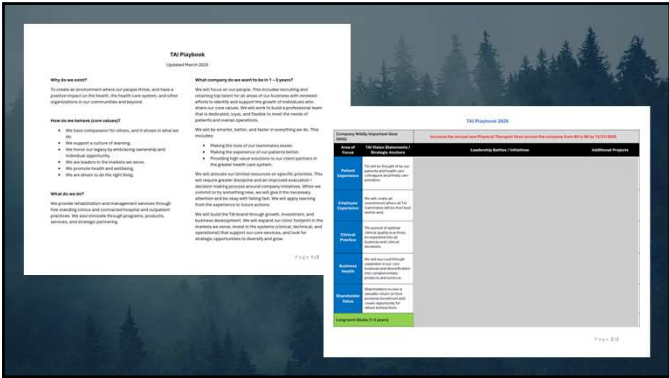 TAI Playbook
Updated March 2025
Why do we exist?
To create an environment where our people thrive, and have a
positive impact on the health, the health care system, and other
organizations in our communities and beyond.
How do we behave (core values)?
We have compassion for others, and it shows in what we
do.
We support a culture of learning.
We honor our legacy by embracing ownership and
individual opportunity.
We are leaders in the markets we serve.
We promote health and wellbeing.
We are driven to do the right thing.
What do we do?
We provide rehabilitation and management services through
free standing clinics and contracted hospital and outpatient
practices. We also innovate through programs, products,
services, and strategic partnering.
What company do we want to be in 1 – 3 years?
We will focus on our people. This includes recruiting and
retaining top talent for all areas of our business with renewed
efforts to identify and support the growth of individuals who
share our core values. We will work to build a professional team
that is dedicated, loyal, and flexible to meet the needs of
patients and overall operations.
We will be smarter, better, and faster in everything we do. This
includes:
Making the lives of our teammates easier.
Making the experience of our patients better.
Providing high value solutions to our client partners in
the greater health care system.
We will allocate our limited resources on specific priorities. This
will require greater discipline and an improved evaluation /
decision making process around company initiatives. When we
commit to try something new, we will give it the necessary
attention and be okay with failing fast. We will apply learning
from the experience to future actions.
We will build the TAI brand through growth, investment, and
business development. We will expand our clinic footprint in the
markets we serve, invest in the systems (clinical, technical, and
operational) that support our core services, and look for
strategic opportunities to diversify and grow.
Page 1|2
TAI Playbook 2025
Company Wildly Important Goal
(WIG)
Increase the annual new Physical Therapist hires across the company from
Area of
Focus
TAI Vision Statements /
Strategic Anchors
Leadership Battles / Initiatives
Additional Projects
Patient
Experience
Employee
Experience
Clinical
Practice
Business
Health
Shareholder
Value
Page 2|2